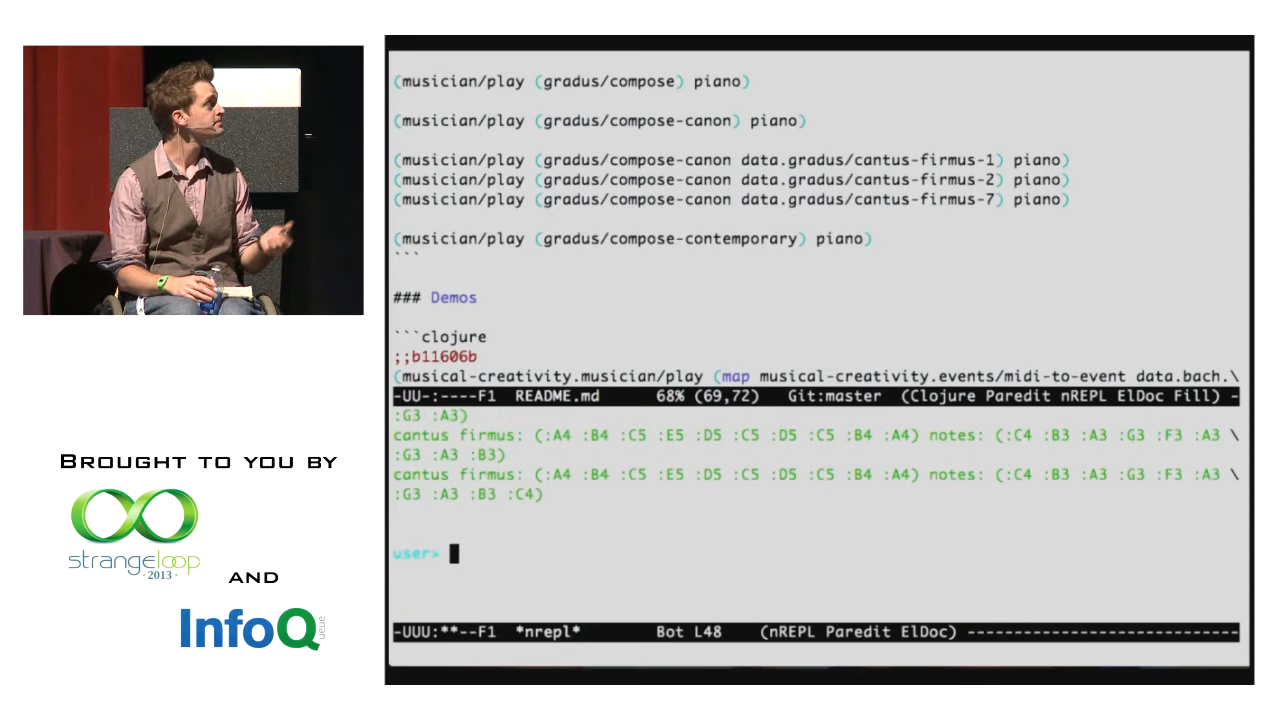 (musician/play (gradus/compose) piano)
(musician/play (gradus/compose-canon) piano)
(musician/play (gradus/compose-canon data.gradus/cantus-firmus-1) piano)
(musician/play (gradus/compose-canon data.gradus/cantus-firmus-2) piano)
(musician/play (gradus/compose-canon data.gradus/cantus-firmus-7) piano)
(musician/play (gradus/compose-contemporary) piano)
```
### Demos
```clojure
;;b11606b
(musical-creativity.musician/play (map musical-creativity.events/midi-to-event data.bach.\
-UU-:----F1 README.md 68% (69,72) Git:master (Clojure Paredit nREPL ElDoc Fill) -
:G3 :A3)
cantus firmus: (:A4 :B4 :C5 :E5 :D5 :C5 :D5 :C5 :B4 :A4) notes: (:C4 :B3 :A3 :G3 :F3 :A3 \
:G3 :A3 :B3)
cantus firmus: (:A4 :B4 :C5 :E5 :D5 :C5 :D5 :C5 :B4 :A4) notes: (:C4 :B3 :A3 :G3 :F3 :A3 \
:G3 :A3 :B3 :C4)
user>
-UUU:**--F1 *nrepl* Bot L48 (nREPL Paredit ElDoc) -----------------------------
BROUGHT TO YOU BY
strangeloop
·2013·
AND
InfoQ
ueue